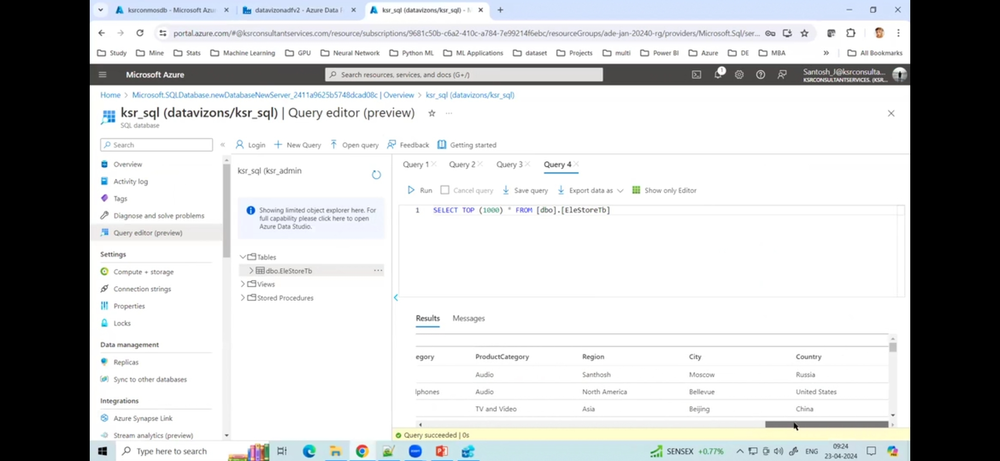 ksrconmosdb - Microsoft Azur
datavizonadfv2 - Azure Data F
ksr_sql (datavizons/ksr_sql) - M
portal.azure.com/#@ksrconsultantservices.com/resource/subscriptions/9681c50b-c6a2-410c-a784-7e99214f6ebc/resourceGroups/ade-jan-20240-rg/providers/Microsoft.Sql/ser...
Study Mine Stats Machine Learning GPU Neural Network Python ML ML Applications dataset Projects multi Power BI Azure DE MBA » All Bookmarks
Microsoft Azure
Search resources, services, and docs (G+/)
1
Santosh_J@ksrconsulta...
KSRCONSULTANTSERVICES. (KSR...
Home > Microsoft.SQLDatabase.newDatabaseNewServer_2411a9625b5748dcad08c | Overview > ksr_sql (datavizons/ksr_sql)
ksr_sql (datavizons/ksr_sql) | Query editor (preview)
SQL database
Search
Login New Query Open query Feedback Getting started
Overview
Activity log
Tags
Diagnose and solve problems
Query editor (preview)
Settings
Compute + storage
Connection strings
Properties
Locks
Data management
Replicas
Sync to other databases
Integrations
Azure Synapse Link
Stream analytics (preview)
ksr_sql (ksr_admin
Showing limited object explorer here. For
full capability please click here to open
Azure Data Studio.
Tables
dbo.EleStoreTb
Views
Stored Procedures
Query 1 Query 2 Query 3 Query 4
Run Cancel query Save query Export data as Show only Editor
1 SELECT TOP (1000) * FROM [dbo].[EleStoreTb]
Results Messages
egory ProductCategory Region City Country
Audio Santhosh Moscow Russia
lphones Audio North America Bellevue United States
TV and Video Asia Beijing China
Query succeeded | 0s
Type here to search
zoom
SENSEX +0.77%
ENG
09:24
23-04-2024